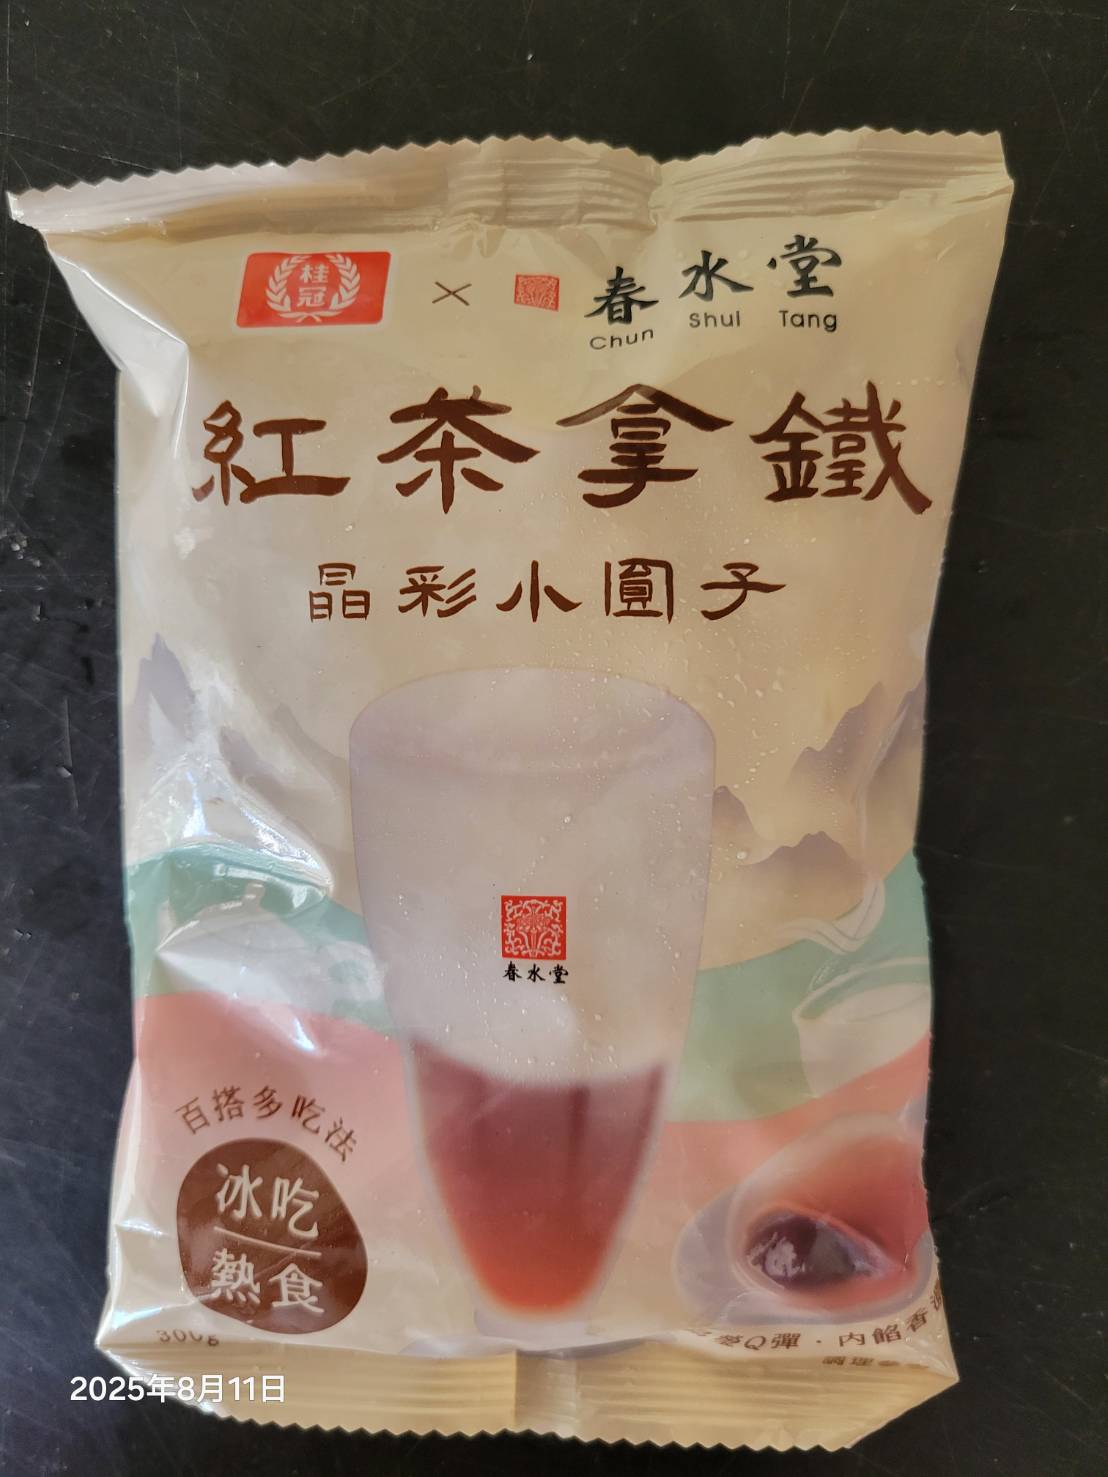 桂冠 × 春水堂
Chun Shui Tang
紅茶拿鐵
晶彩小圓子
春水堂
百搭多吃法
冰吃
熱食
300g
Q彈・內餡香
調理
2025年8月11日